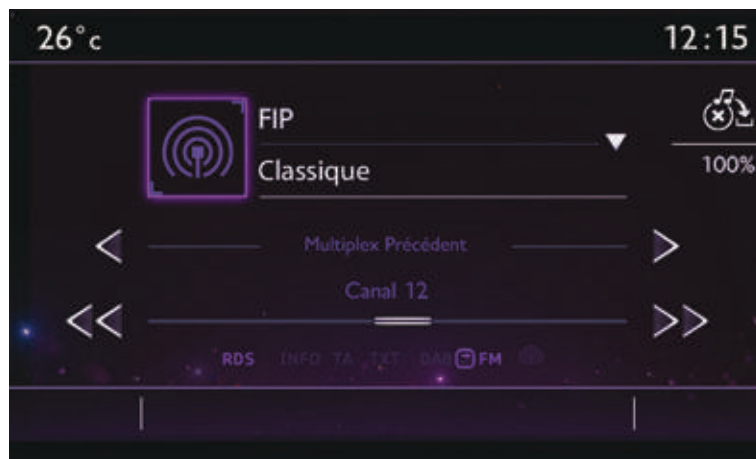 26°c 12:15
FIP
Classique
100%
Multiplex Précédent
Canal 12
RDS INFO TA TXT DAB FM